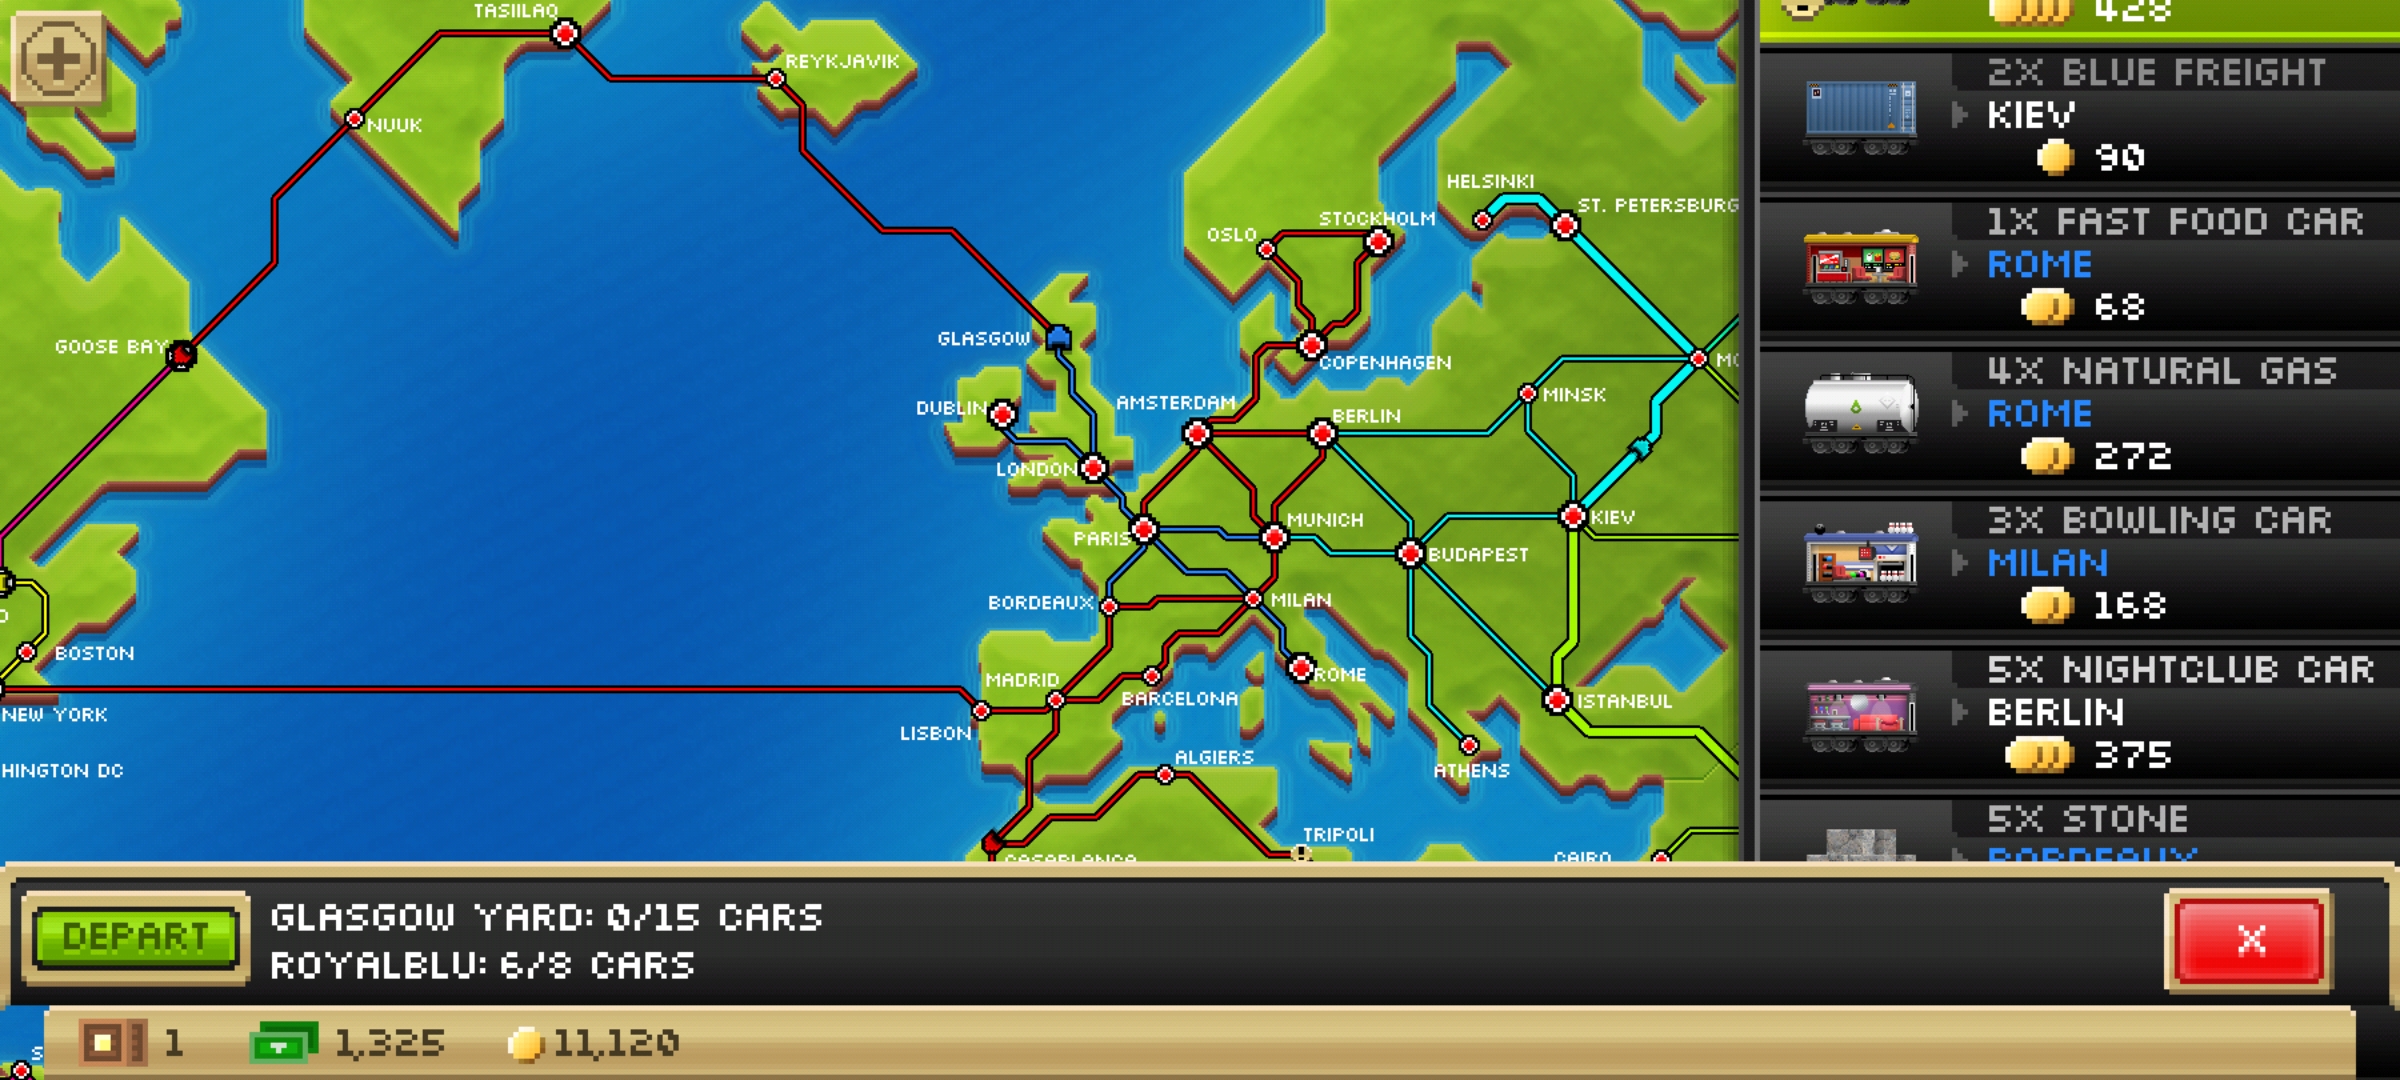 TASIILAQ
REYKJAVIK
NUUK
HELSINKI
ST. PETERSBURG
STOCKHOLM
OSLO
GLASGOW
GOOSE BAY
COPENHAGEN
MINSK
AMSTERDAM
BERLIN
DUBLIN
LONDON
MUNICH
KIEV
PARIS
BUDAPEST
BORDEAUX
MILAN
BOSTON
ROME
MADRID
BARCELONA
ISTANBUL
NEW YORK
LISBON
ALGIERS
ATHENS
HINGTON DC
TRIPOLI
CASABLANCA
CAIRO
428
2X BLUE FREIGHT
KIEV
90
1X FAST FOOD CAR
ROME
68
4X NATURAL GAS
ROME
272
3X BOWLING CAR
MILAN
168
5X NIGHTCLUB CAR
BERLIN
375
5X STONE
BORDEAUX
DEPART
GLASGOW YARD: 0/15 CARS
ROYALBLU: 6/8 CARS
X
1
1,325
11,120